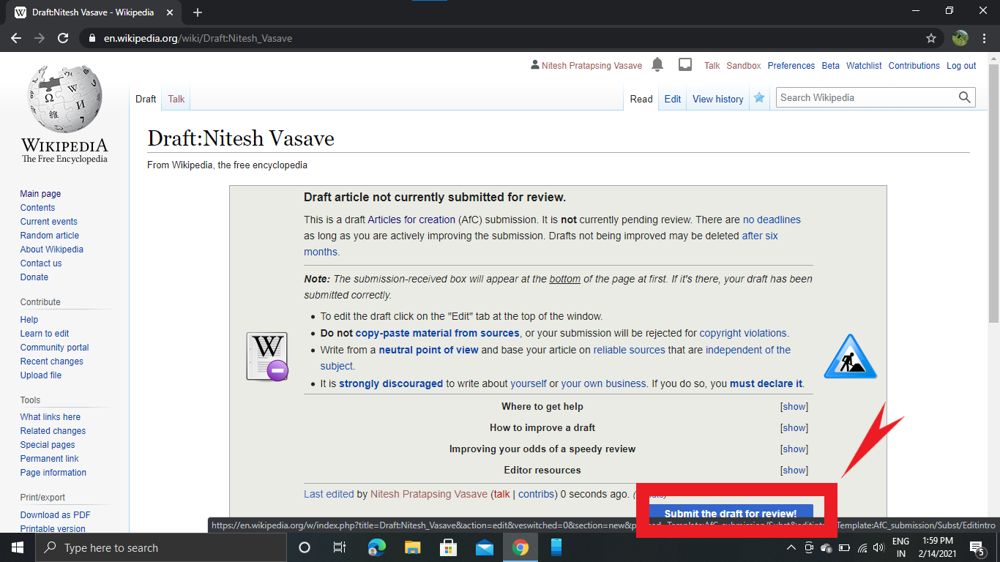 Draft:Nitesh Vasave - Wikipedia
en.wikipedia.org/wiki/Draft:Nitesh_Vasave
Nitesh Pratapsing Vasave Talk Sandbox Preferences Beta Watchlist Contributions Log out
Draft Talk Read Edit View history Search Wikipedia
WIKIPEDIA
The Free Encyclopedia
Draft:Nitesh Vasave
From Wikipedia, the free encyclopedia
Main page
Contents
Current events
Random article
About Wikipedia
Contact us
Donate
Contribute
Help
Learn to edit
Community portal
Recent changes
Upload file
Tools
What links here
Related changes
Special pages
Permanent link
Page information
Print/export
Download as PDF
Printable version
Draft article not currently submitted for review.
This is a draft Articles for creation (AfC) submission. It is not currently pending review. There are no deadlines
as long as you are actively improving the submission. Drafts not being improved may be deleted after six
months.
Note: The submission-received box will appear at the bottom of the page at first. If it's there, your draft has been
submitted correctly.
• To edit the draft click on the "Edit" tab at the top of the window.
• Do not copy-paste material from sources, or your submission will be rejected for copyright violations.
• Write from a neutral point of view and base your article on reliable sources that are independent of the
subject.
• It is strongly discouraged to write about yourself or your own business. If you do so, you must declare it.
Where to get help [show]
How to improve a draft [show]
Improving your odds of a speedy review [show]
Editor resources [show]
Last edited by Nitesh Pratapsing Vasave (talk | contribs) 0 seconds ago.
Submit the draft for review!
https://en.wikipedia.org/w/index.php?title=Draft:Nitesh_Vasave&action=edit&veswitched=0&section=new&p Template:AfC_submission/Subst/Editintro
Type here to search
ENG
IN
1:59 PM
2/14/2021
5